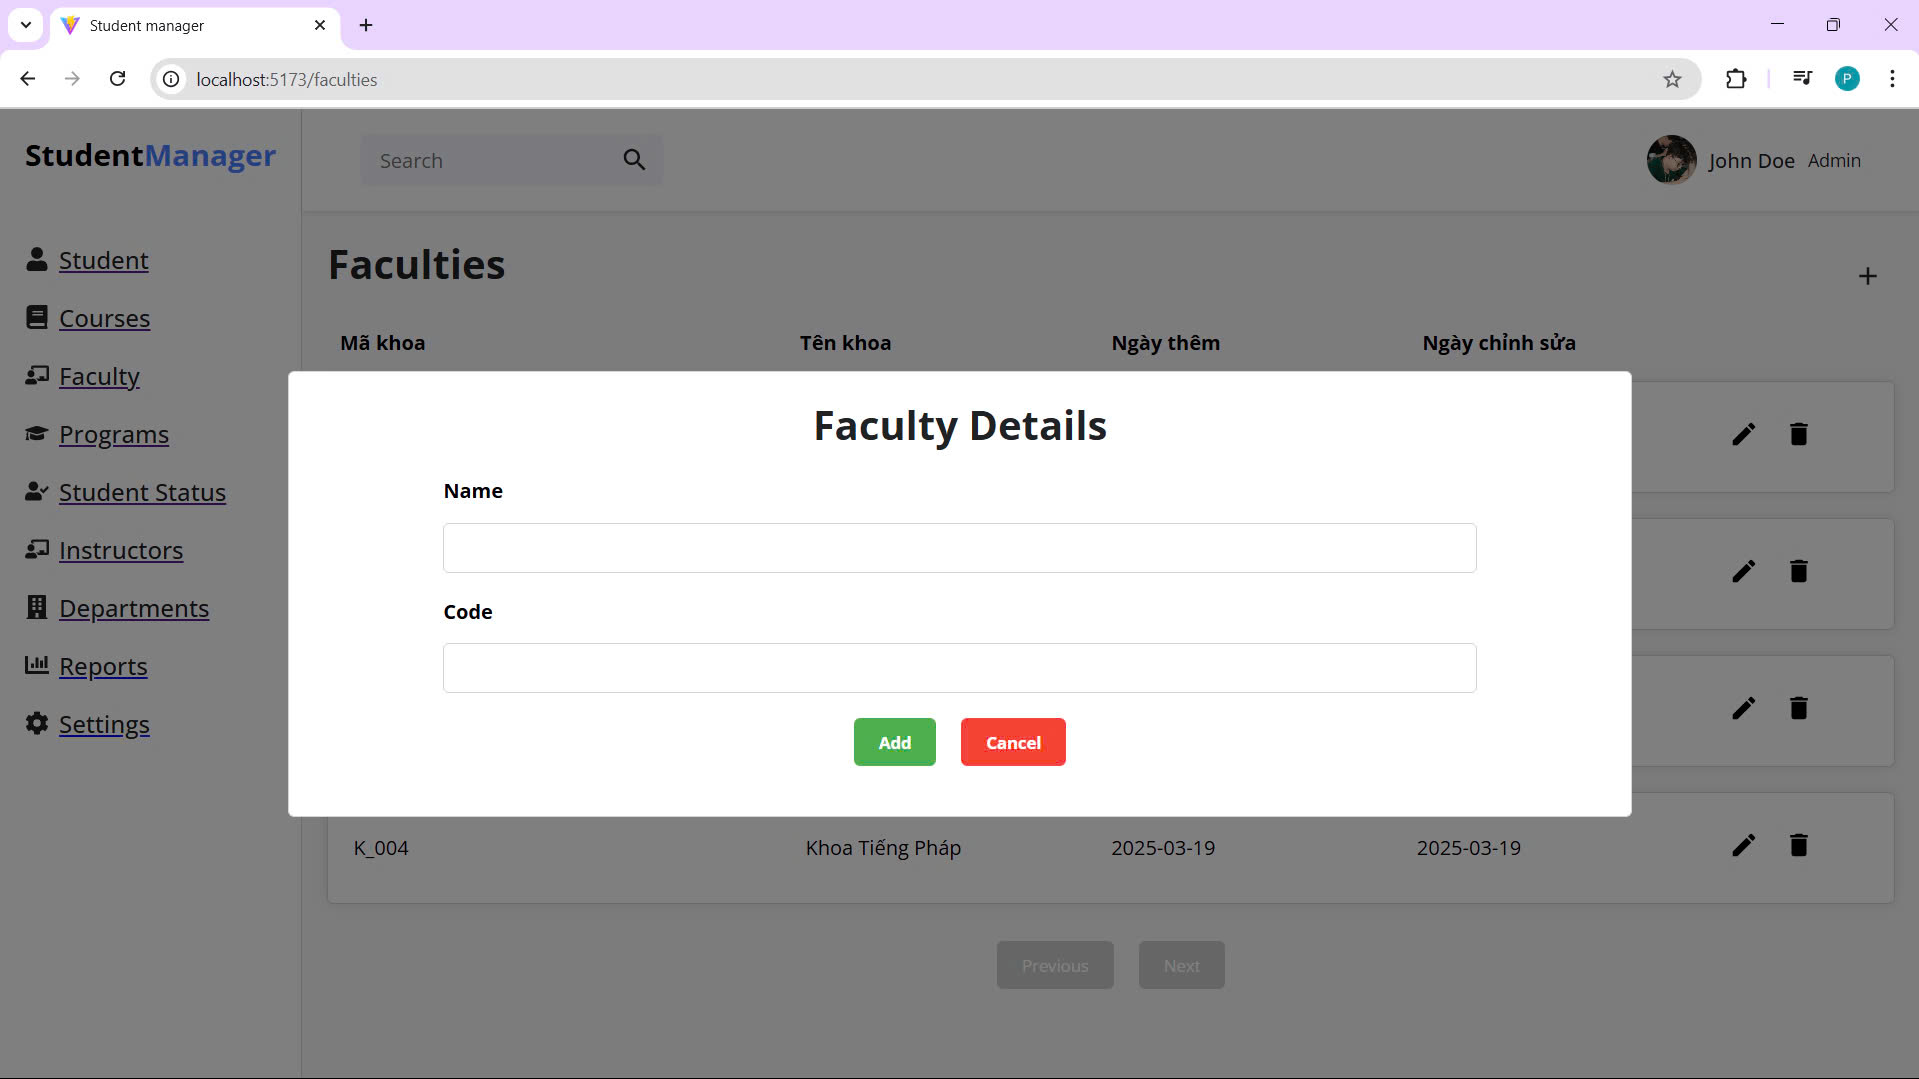 Student manager
localhost:5173/faculties
P
StudentManager
Search
John Doe Admin
Student
Courses
Faculty
Programs
Student Status
Instructors
Departments
Reports
Settings
Faculties
Mã khoa Tên khoa Ngày thêm Ngày chỉnh sửa
Faculty Details
Name
Code
Add Cancel
K_004 Khoa Tiếng Pháp 2025-03-19 2025-03-19
Previous Next